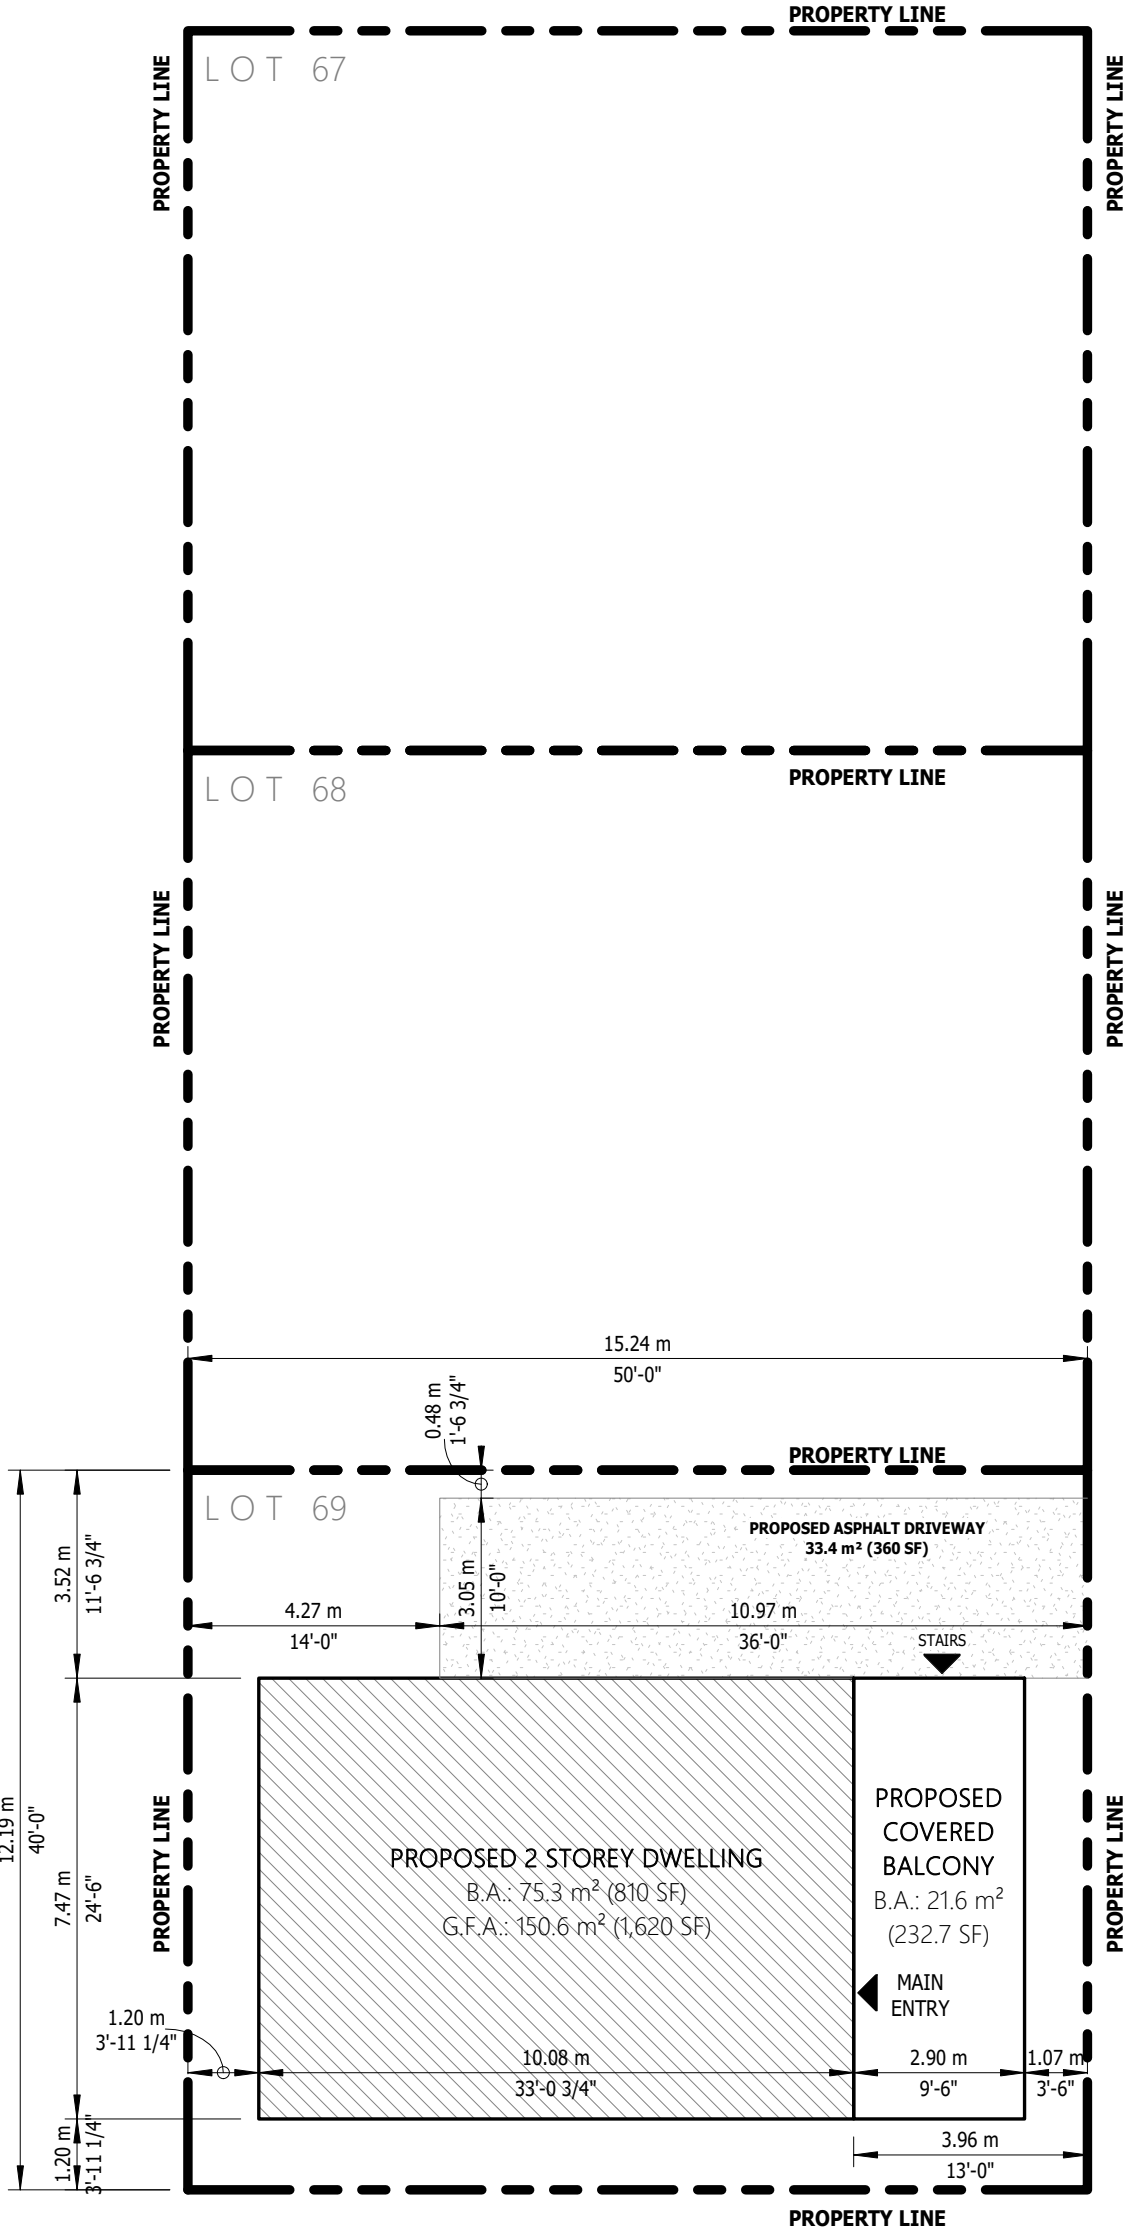 PROPERTY LINE
PROPERTY LINE
PROPERTY LINE
LOT 67
PROPERTY LINE
LOT 68
PROPERTY LINE
PROPERTY LINE
15.24 m
50'-0"
0.48 m
1'-6 3/4"
PROPERTY LINE
LOT 69
PROPOSED ASPHALT DRIVEWAY
33.4 m² (360 SF)
3.52 m
11'-6 3/4"
3.05 m
10'-0"
4.27 m
14'-0"
10.97 m
36'-0"
STAIRS
12.19 m
40'-0"
7.47 m
24'-6"
PROPERTY LINE
PROPOSED 2 STOREY DWELLING
B.A.: 75.3 m² (810 SF)
G.F.A.: 150.6 m² (1,620 SF)
PROPOSED
COVERED
BALCONY
B.A.: 21.6 m²
(232.7 SF)
PROPERTY LINE
MAIN
ENTRY
1.20 m
3'-11 1/4"
10.08 m
33'-0 3/4"
2.90 m
9'-6"
1.07 m
3'-6"
1.20 m
3'-11 1/4"
3.96 m
13'-0"
PROPERTY LINE